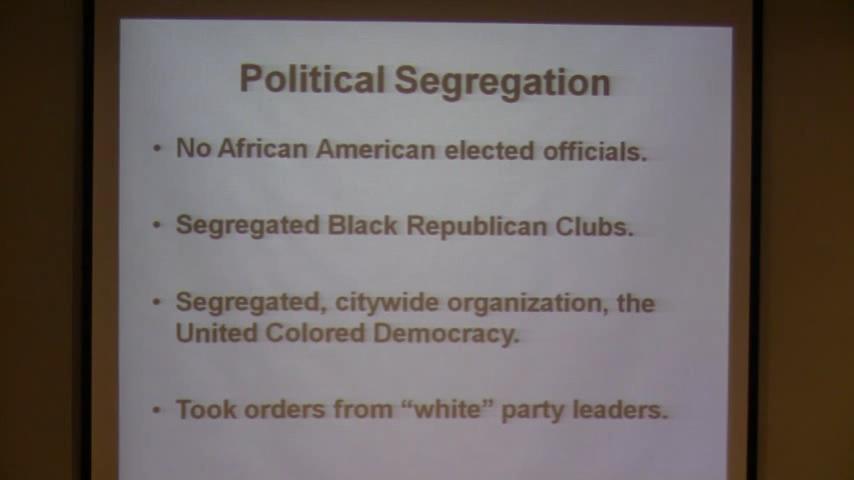 Political Segregation
• No African American elected officials.
• Segregated Black Republican Clubs.
• Segregated, citywide organization, the
United Colored Democracy.
• Took orders from “white” party leaders.